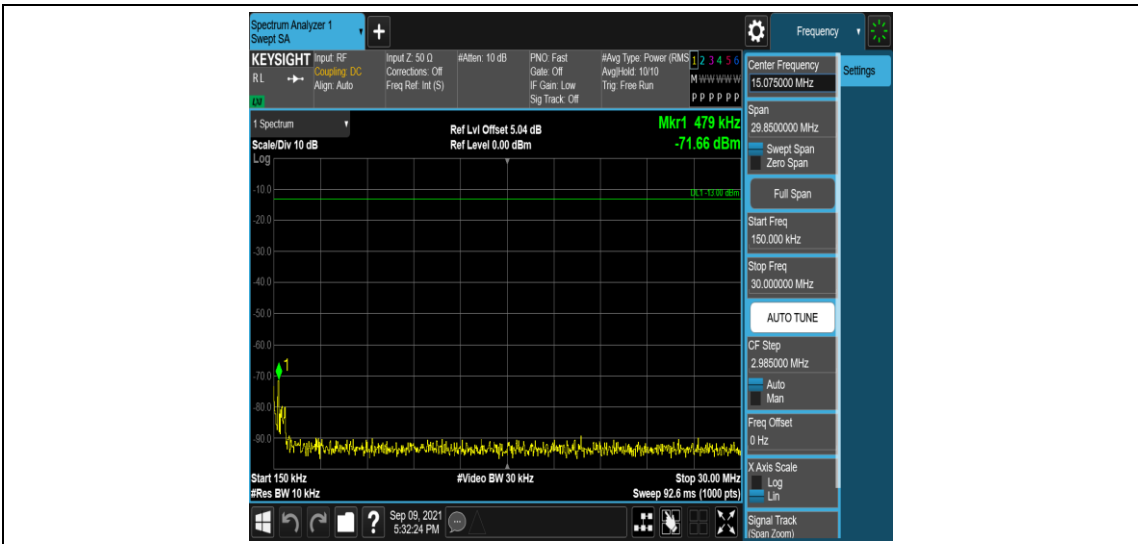 Spectrum Analyzer 1
Swept SA
+
Frequency
KEYSIGHT
RL
LXI
Input: RF
Coupling: DC
Align: Auto
Input Z: 50 Ω
Corrections: Off
Freq Ref: Int (S)
#Atten: 10 dB
PNO: Fast
Gate: Off
IF Gain: Low
Sig Track: Off
#Avg Type: Power (RMS
Avg|Hold: 10/10
Trig: Free Run
1 2 3 4 5 6
M W W W W W
P P P P P P
Center Frequency
15.075000 MHz
Settings
Span
29.8500000 MHz
Swept Span
Zero Span
Full Span
Start Freq
150.000 kHz
Stop Freq
30.000000 MHz
AUTO TUNE
CF Step
2.985000 MHz
Auto
Man
Freq Offset
0 Hz
X Axis Scale
Log
Lin
Signal Track
(Span Zoom)
1 Spectrum
Scale/Div 10 dB
Log
Ref Lvl Offset 5.04 dB
Ref Level 0.00 dBm
Mkr1 479 kHz
-71.66 dBm
DL1 -13.00 dBm
-10.0
-20.0
-30.0
-40.0
-50.0
-60.0
-70.0
-80.0
-90.0
1
Start 150 kHz
#Res BW 10 kHz
#Video BW 30 kHz
Stop 30.00 MHz
Sweep 92.6 ms (1000 pts)
?
Sep 09, 2021
5:32:24 PM